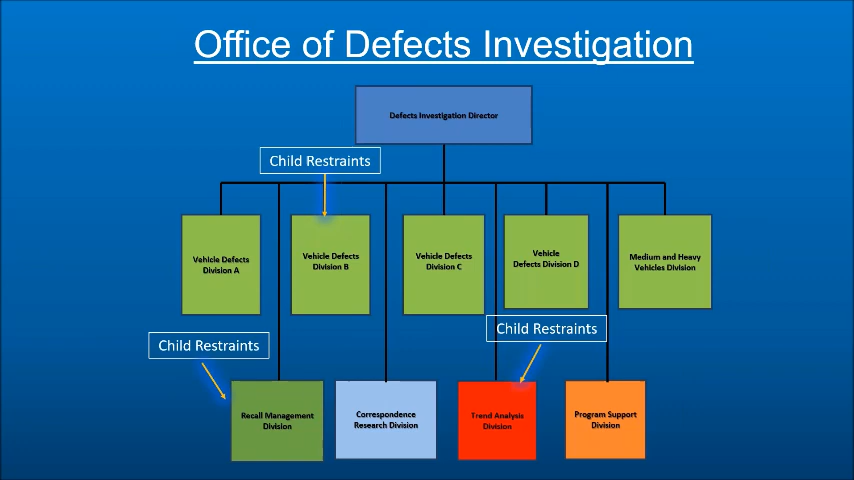 Office of Defects Investigation
Defects Investigation Director
Child Restraints
Vehicle Defects
Division A
Vehicle Defects
Division B
Vehicle Defects
Division C
Vehicle
Defects Division D
Medium and Heavy
Vehicles Division
Child Restraints
Child Restraints
Recall Management
Division
Correspondence
Research Division
Trend Analysis
Division
Program Support
Division